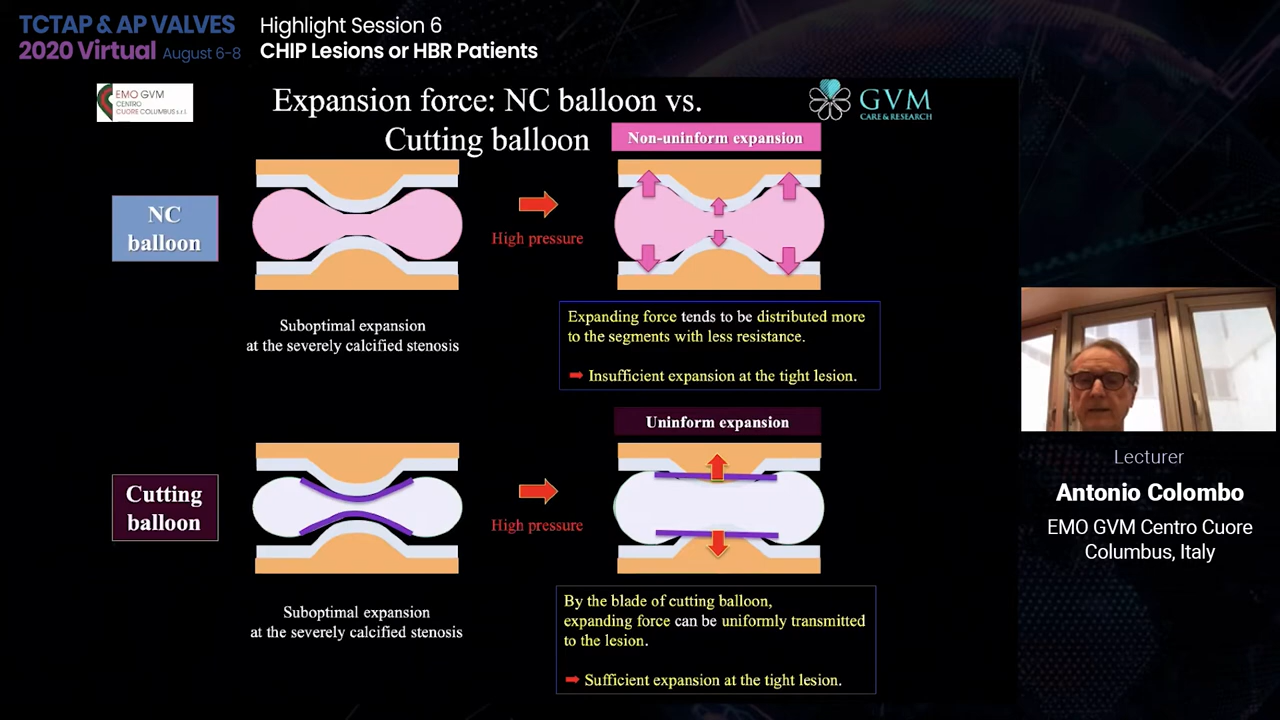 TCTAP & AP VALVES
2020 Virtual August 6-8
Highlight Session 6
CHIP Lesions or HBR Patients
EMO GVM
CENTRO
CUORE COLUMBUS s.r.l.
Expansion force: NC balloon vs.
Cutting balloon
GVM
CARE & RESEARCH
Non-uniform expansion
NC
balloon
High pressure
Suboptimal expansion
at the severely calcified stenosis
Expanding force tends to be distributed more
to the segments with less resistance.
➡ Insufficient expansion at the tight lesion.
Uninform expansion
Cutting
balloon
High pressure
Suboptimal expansion
at the severely calcified stenosis
By the blade of cutting balloon,
expanding force can be uniformly transmitted
to the lesion.
➡ Sufficient expansion at the tight lesion.
Lecturer
Antonio Colombo
EMO GVM Centro Cuore
Columbus, Italy